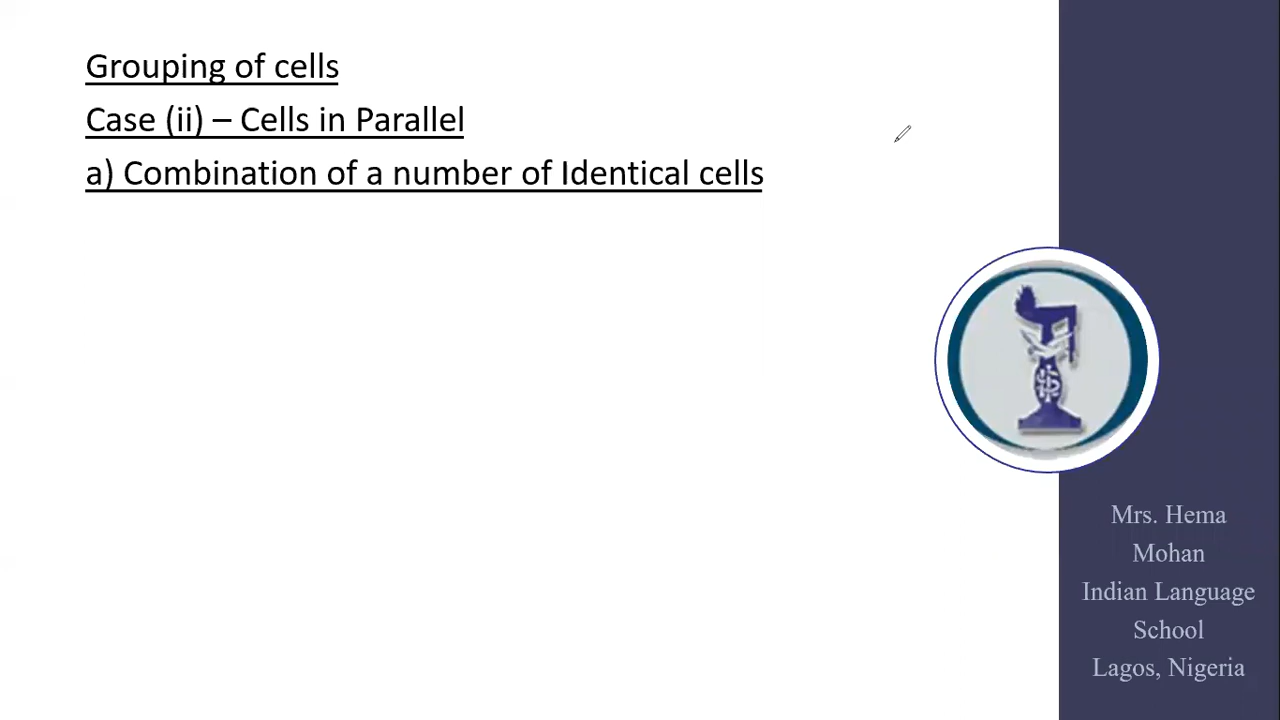 Grouping of cells
Case (ii) – Cells in Parallel
a) Combination of a number of Identical cells
Mrs. Hema
Mohan
Indian Language
School
Lagos, Nigeria